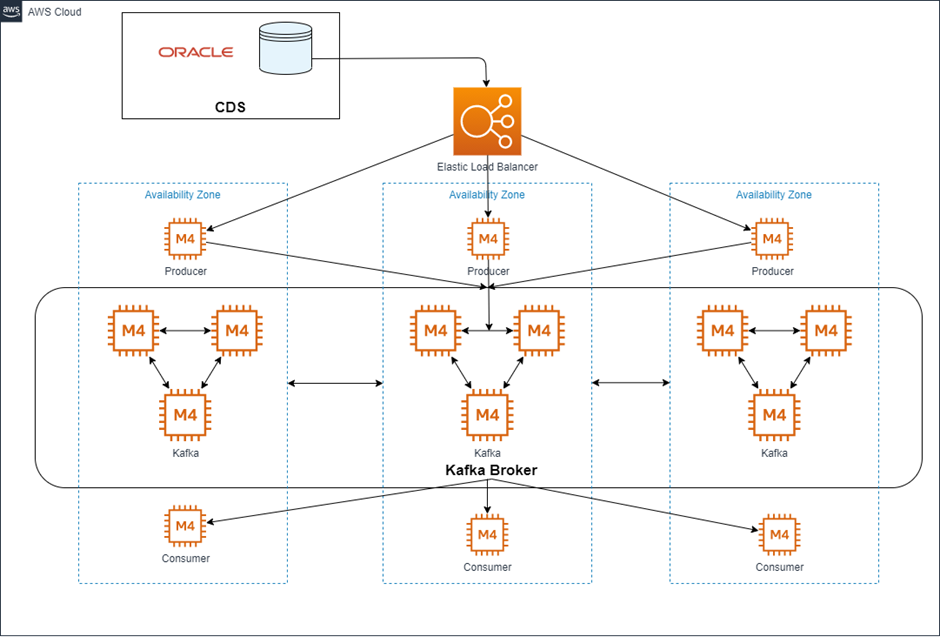 aws
AWS Cloud
ORACLE
CDS
Elastic Load Balancer
Availability Zone
Availability Zone
Availability Zone
M4
M4
M4
Producer
Producer
Producer
M4
M4
M4
M4
M4
M4
M4
M4
M4
Kafka
Kafka
Kafka
Kafka Broker
M4
M4
M4
Consumer
Consumer
Consumer